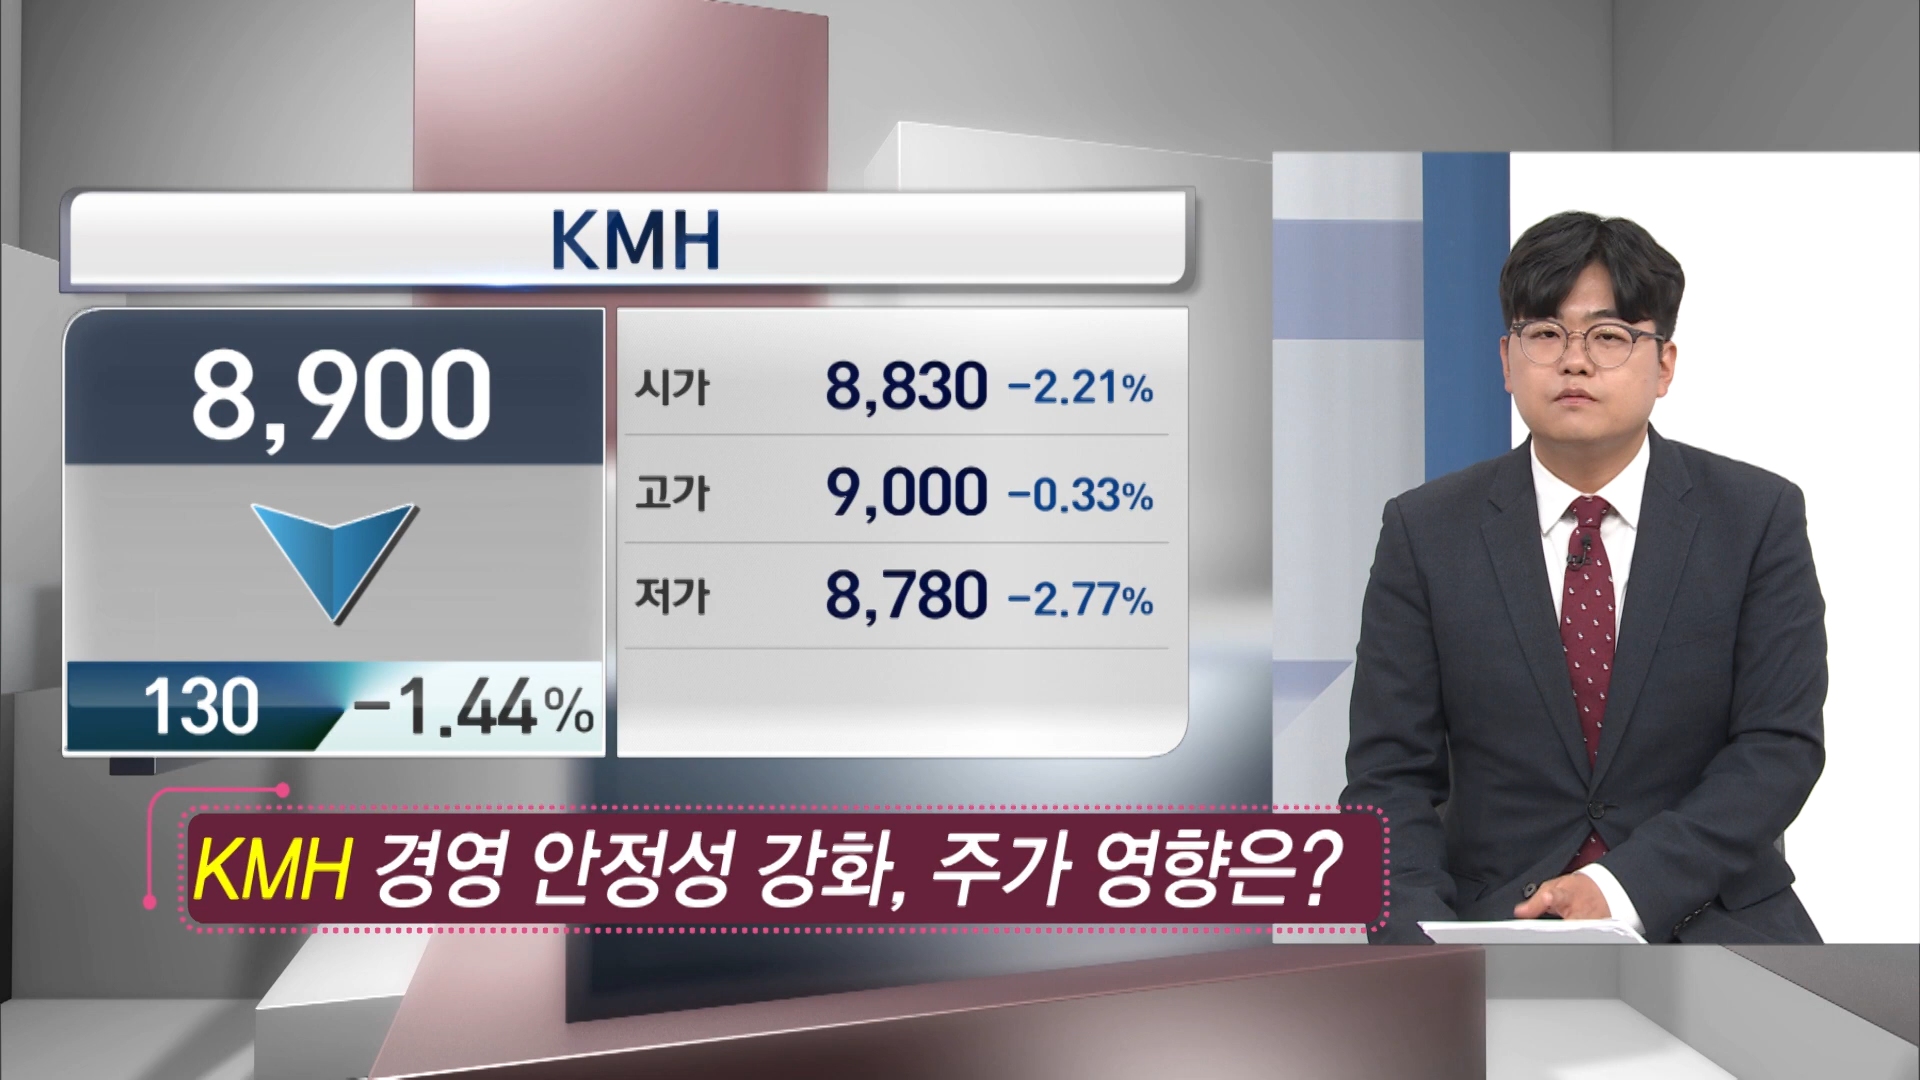 KMH
8,900
130 -1.44%
시가 8,830 -2.21%
고가 9,000 -0.33%
저가 8,780 -2.77%
KMH 경영 안정성 강화, 주가 영향은?